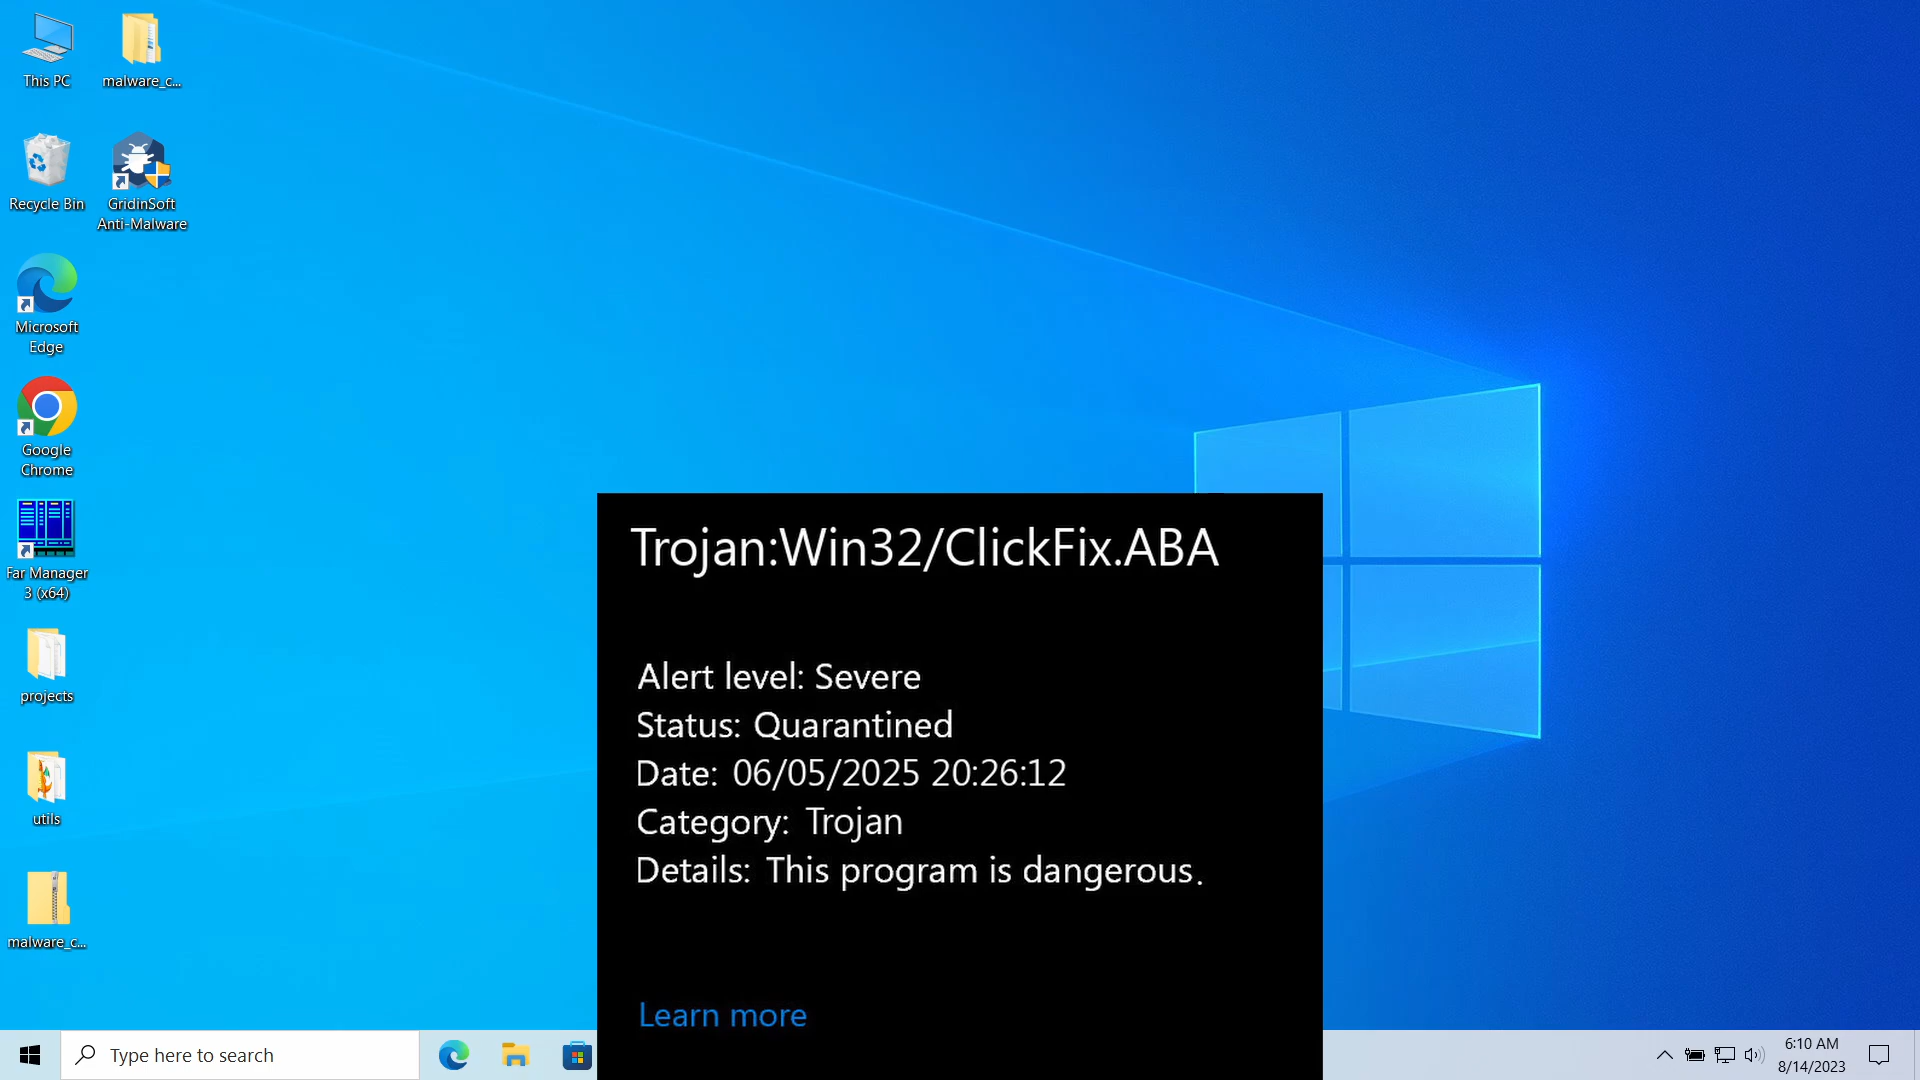 This PC
malware_c...
Recycle Bin
GridinSoft
Anti-Malware
Microsoft
Edge
Google
Chrome
Far Manager
3 (x64)
projects
utils
malware_c...
Trojan:Win32/ClickFix.ABA
Alert level: Severe
Status: Quarantined
Date: 06/05/2025 20:26:12
Category: Trojan
Details: This program is dangerous.
Learn more
Type here to search
6:10 AM
8/14/2023